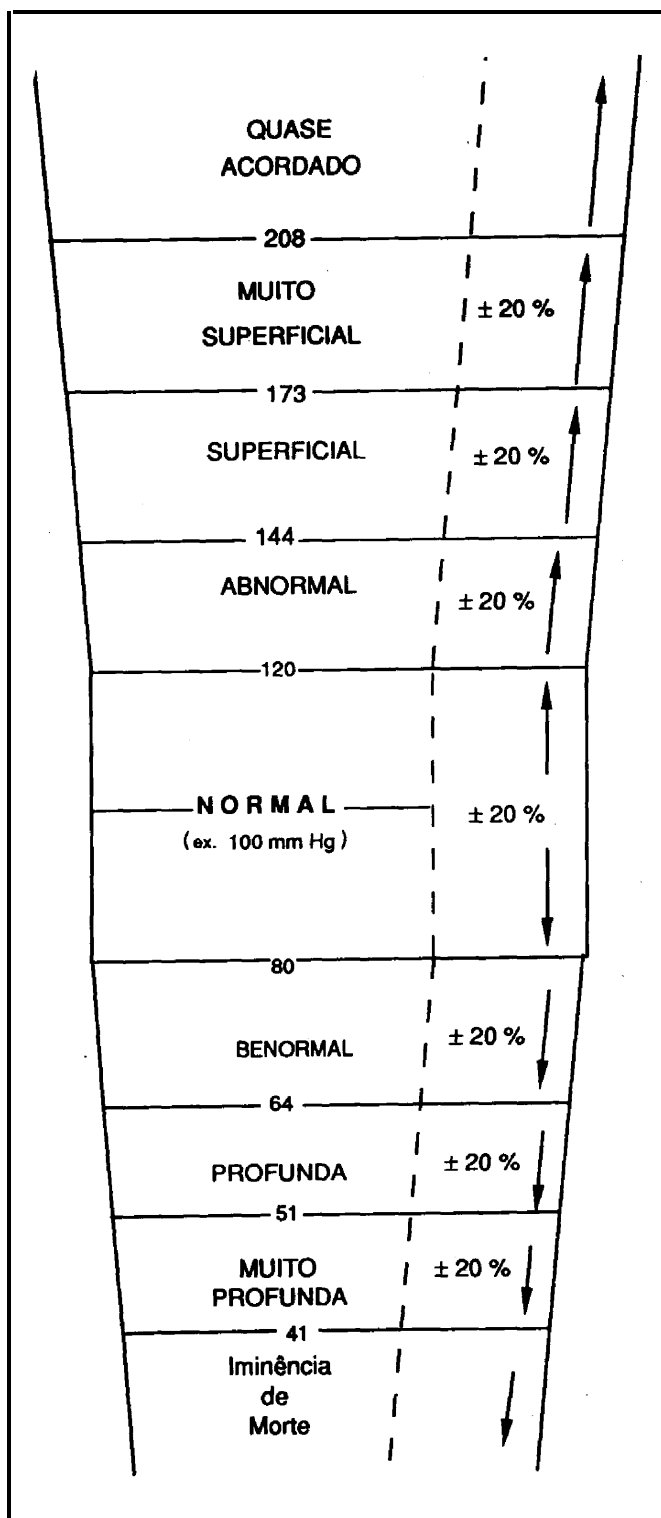 QUASE
ACORDADO
208
MUITO
SUPERFICIAL
± 20 %
173
SUPERFICIAL
± 20 %
144
ABNORMAL
± 20 %
120
NORMAL
± 20 %
(ex. 100 mm Hg)
80
BENORMAL
± 20 %
64
PROFUNDA
± 20 %
51
MUITO
PROFUNDA
± 20 %
41
Iminência
de
Morte